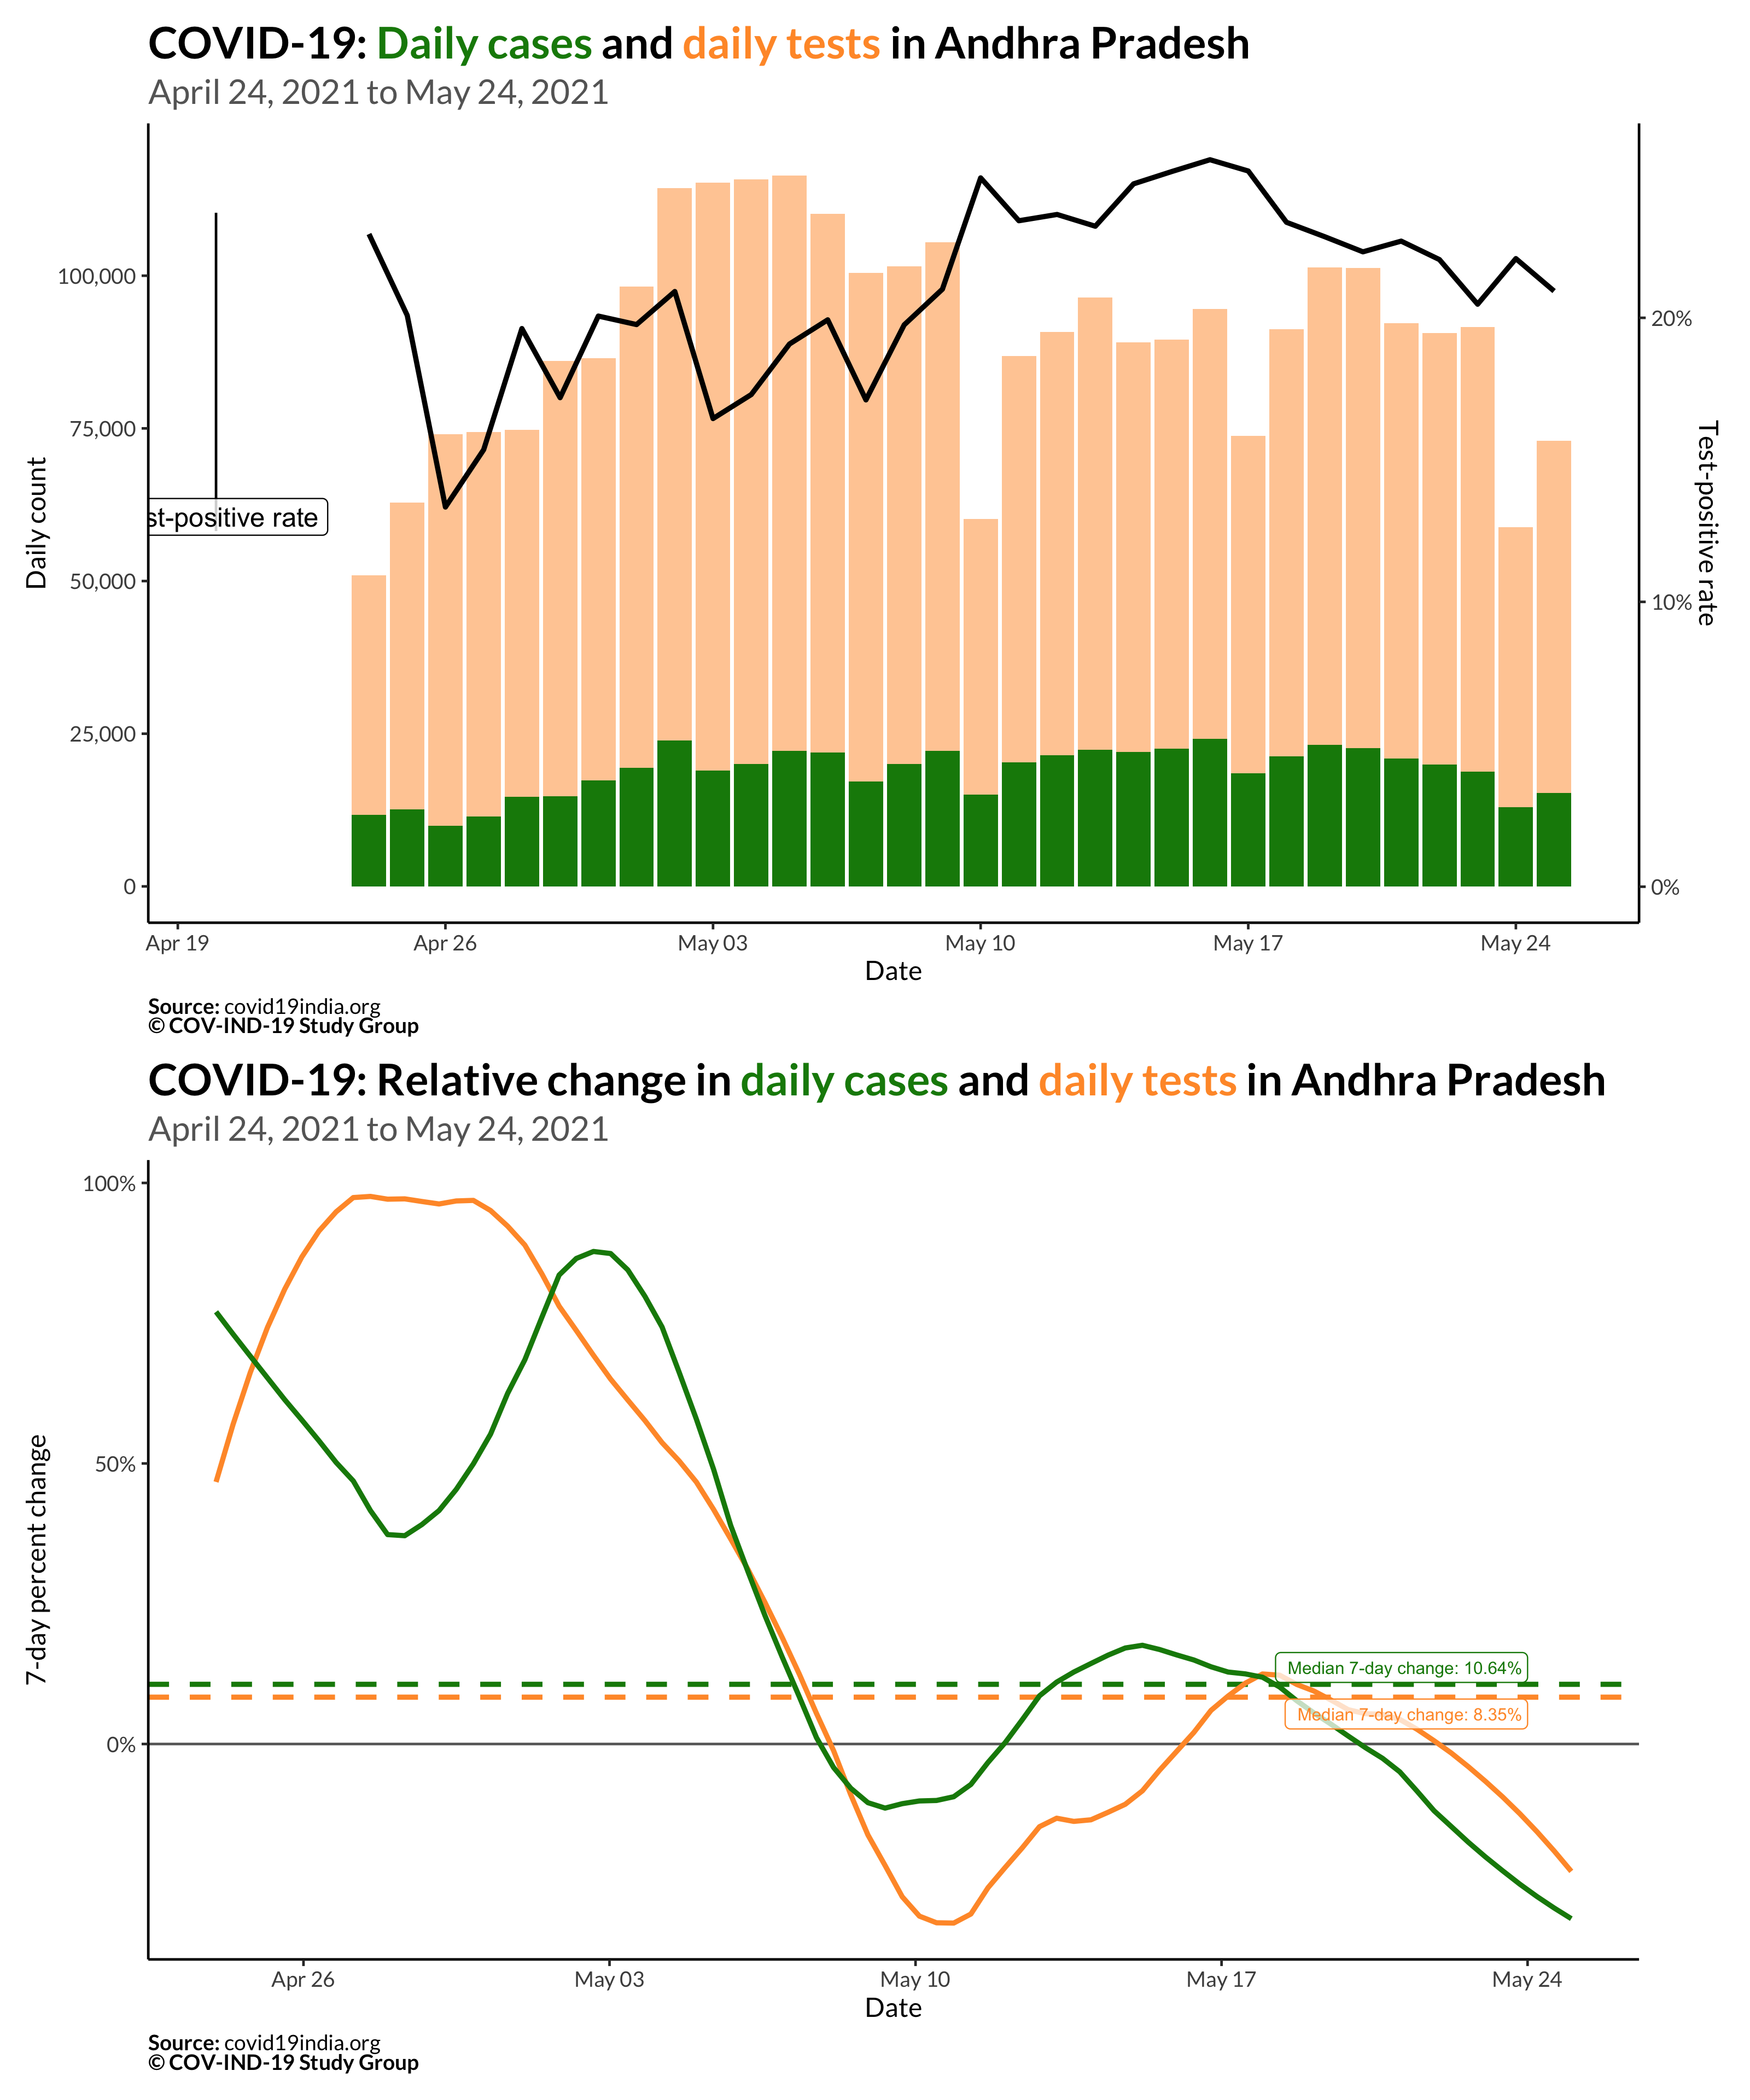 COVID-19: Daily cases and daily tests in Andhra Pradesh
April 24, 2021 to May 24, 2021
100,000
75,000
50,000
25,000
0
Daily count
st-positive rate
20%
10%
0%
Test-positive rate
Apr 19
Apr 26
May 03
May 10
May 17
May 24
Date
Source: covid19india.org
© COV-IND-19 Study Group
COVID-19: Relative change in daily cases and daily tests in Andhra Pradesh
April 24, 2021 to May 24, 2021
100%
50%
0%
7-day percent change
Median 7-day change: 10.64%
Median 7-day change: 8.35%
Apr 26
May 03
May 10
May 17
May 24
Date
Source: covid19india.org
© COV-IND-19 Study Group